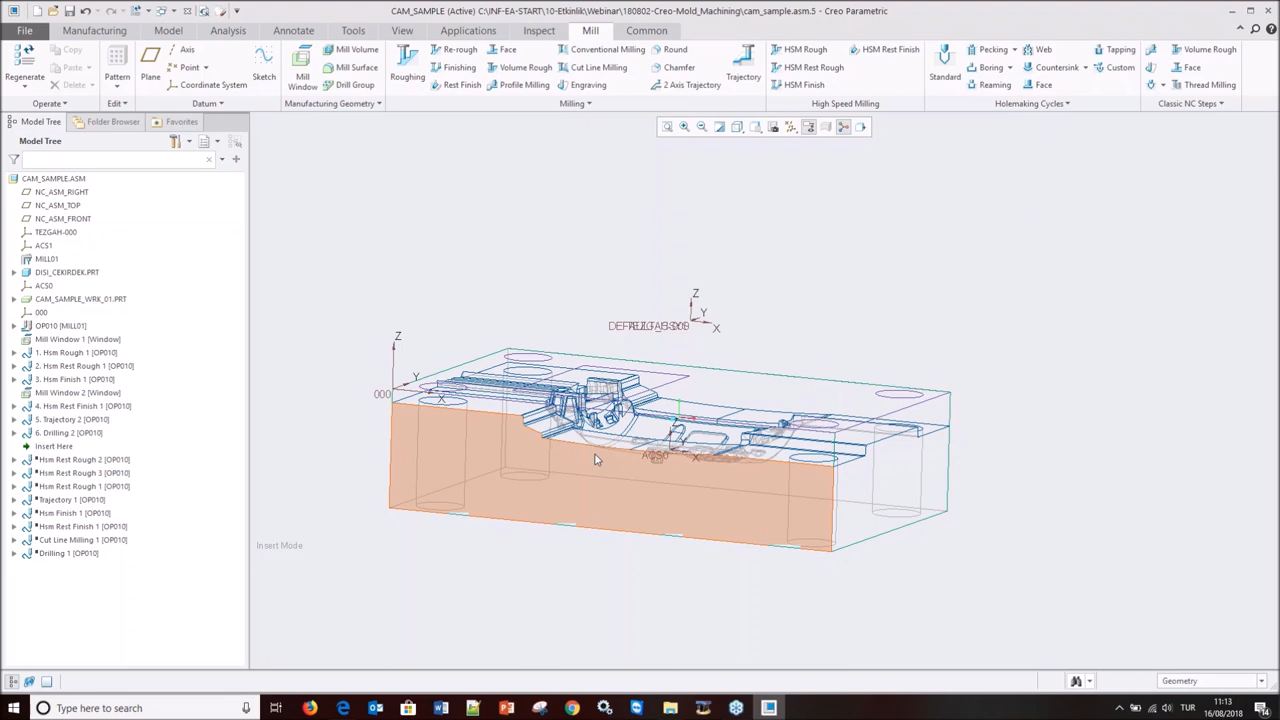 CAM_SAMPLE (Active) C:\INF-EA-START\10-Etkinlik\Webinar\180802-Creo-Mold_Machining\cam_sample.asm.5 - Creo Parametric
File Manufacturing Model Analysis Annotate Tools View Applications Inspect Mill Common
Copy Axis Mill Volume Re-rough Face Conventional Milling Round HSM Rough HSM Rest Finish Pecking Web Tapping Volume Rough
Paste Point Mill Surface Finishing Volume Rough Cut Line Milling Chamfer HSM Rest Rough Boring Countersink Custom Face
Regenerate Pattern Plane Sketch Mill Window Roughing Trajectory Standard
Delete Coordinate System Drill Group Rest Finish Profile Milling Engraving 2 Axis Trajectory HSM Finish Reaming Face Thread Milling
Operate Edit Datum Manufacturing Geometry Milling High Speed Milling Holemaking Cycles Classic NC Steps
Model Tree Folder Browser Favorites
Model Tree
CAM_SAMPLE.ASM
NC_ASM_RIGHT
NC_ASM_TOP
NC_ASM_FRONT
TEZGAH-000
ACS1
MILL01
DISI_CEKIRDEK.PRT
ACS0
CAM_SAMPLE_WRK_01.PRT
000
OP010 [MILL01]
Mill Window 1 [Window]
1. Hsm Rough 1 [OP010]
2. Hsm Rest Rough 1 [OP010]
3. Hsm Finish 1 [OP010]
Mill Window 2 [Window]
4. Hsm Rest Finish 1 [OP010]
5. Trajectory 2 [OP010]
6. Drilling 2 [OP010]
Insert Here
Hsm Rest Rough 2 [OP010]
Hsm Rest Rough 3 [OP010]
Hsm Rest Rough 1 [OP010]
Trajectory 1 [OP010]
Hsm Finish 1 [OP010]
Hsm Rest Finish 1 [OP010]
Cut Line Milling 1 [OP010]
Drilling 1 [OP010]
Z
Y
X
Z
Y
000
X
ACS0
X
Insert Mode
Geometry
Type here to search
TUR
11:13
16/08/2018
14